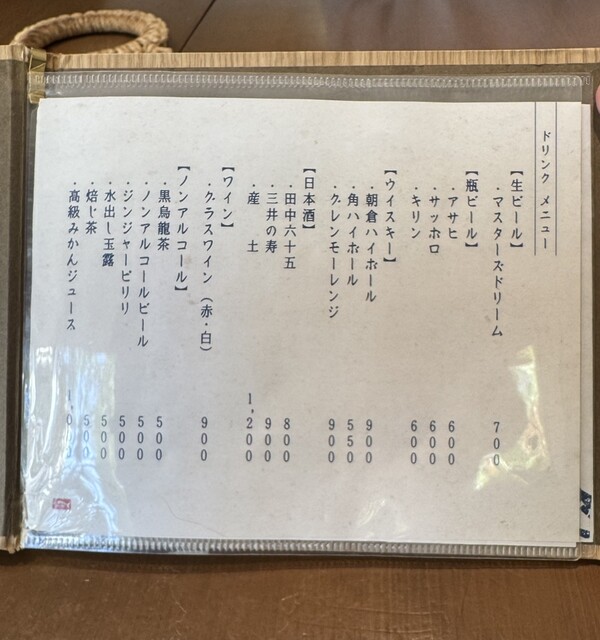 ドリンク メニュー
【生ビール】
・マスターズドリーム 700
【瓶ビール】
・アサヒ 600
・サッポロ 600
・キリン 600
【ウイスキー】
・朝倉ハイボール 900
・角ハイボール 550
・グレンモーレンジ 900
【日本酒】
・田中六十五 800
・三井の寿 900
・産 土 1,200
【ワイン】
・グラスワイン (赤・白) 900
【ノンアルコール】
・黒烏龍茶 500
・ノンアルコールビール 500
・ジンジャービリリ 500
・水出し玉露 500
・焙じ茶 500
・高級みかんジュース 1,000